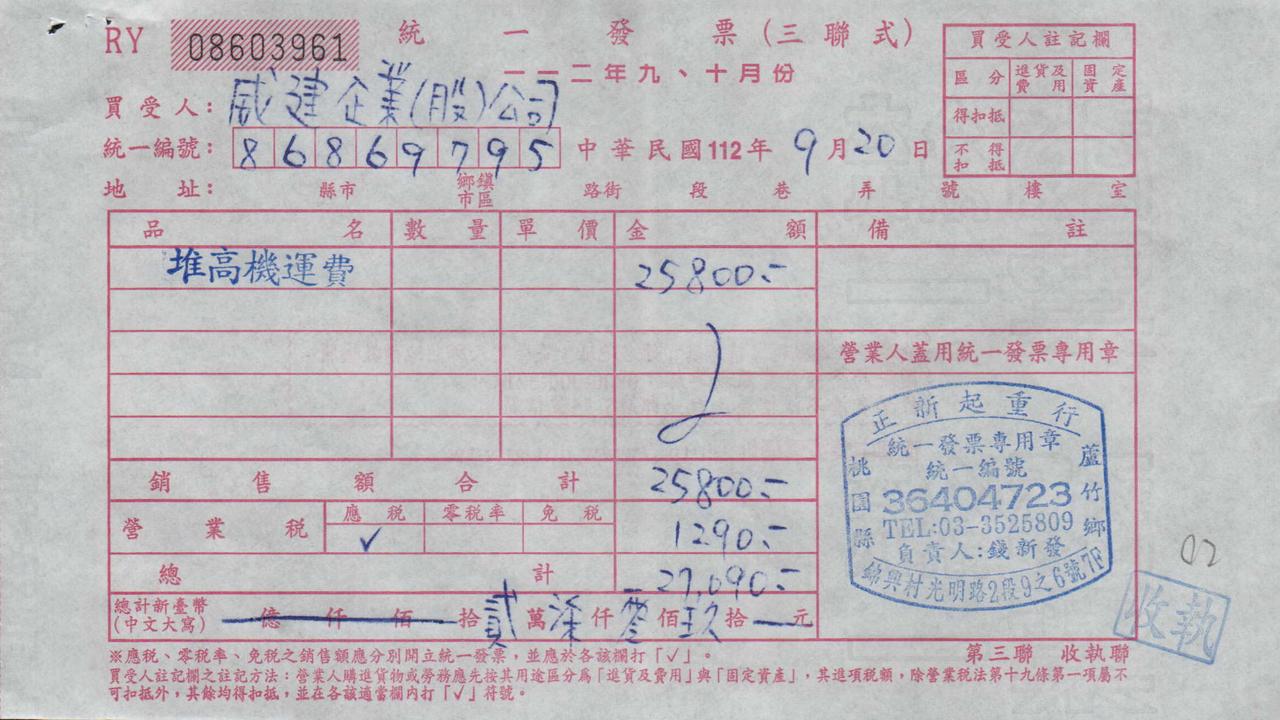 RY 08603961 統一發票(三聯式)
一一二年九、十月份
買受人: 威建企業(股)公司
統一編號: 86869795 中華民國112年 9月20日
地址: 縣市 鄉鎮市區 路街 段 巷 弄 號 樓 室
買受人註記欄
區分 進貨及費用 固定資產
得扣抵
不得扣抵
品名 數量 單價 金額 備註
堆高機運費 25800.-
營業人蓋用統一發票專用章
銷售額合計 25800.-
營業稅 應稅 零稅率 免稅
✓ 1290.-
總計 27,090.-
總計新臺幣(中文大寫) 億 仟 佰 拾 貳 萬 柒 仟 零 佰 玖 拾 元
正新起重行
統一發票專用章
統一編號
36404723
TEL:03-3525809
負責人:錢新發
桃園縣蘆竹鄉
錦興村光明路2段9之6號7F
02
收執
第三聯 收執聯
※應稅、零稅率、免稅之銷售額應分別開立統一發票,並應於各該欄打「✓」。
買受人註記欄之註記方法:營業人購進貨物或勞務應先按其用途區分為「進貨及費用」與「固定資產」,其進項稅額,除營業稅法第十九條第一項屬不
可扣抵外,其餘均得扣抵,並在各該適當欄內打「✓」符號。